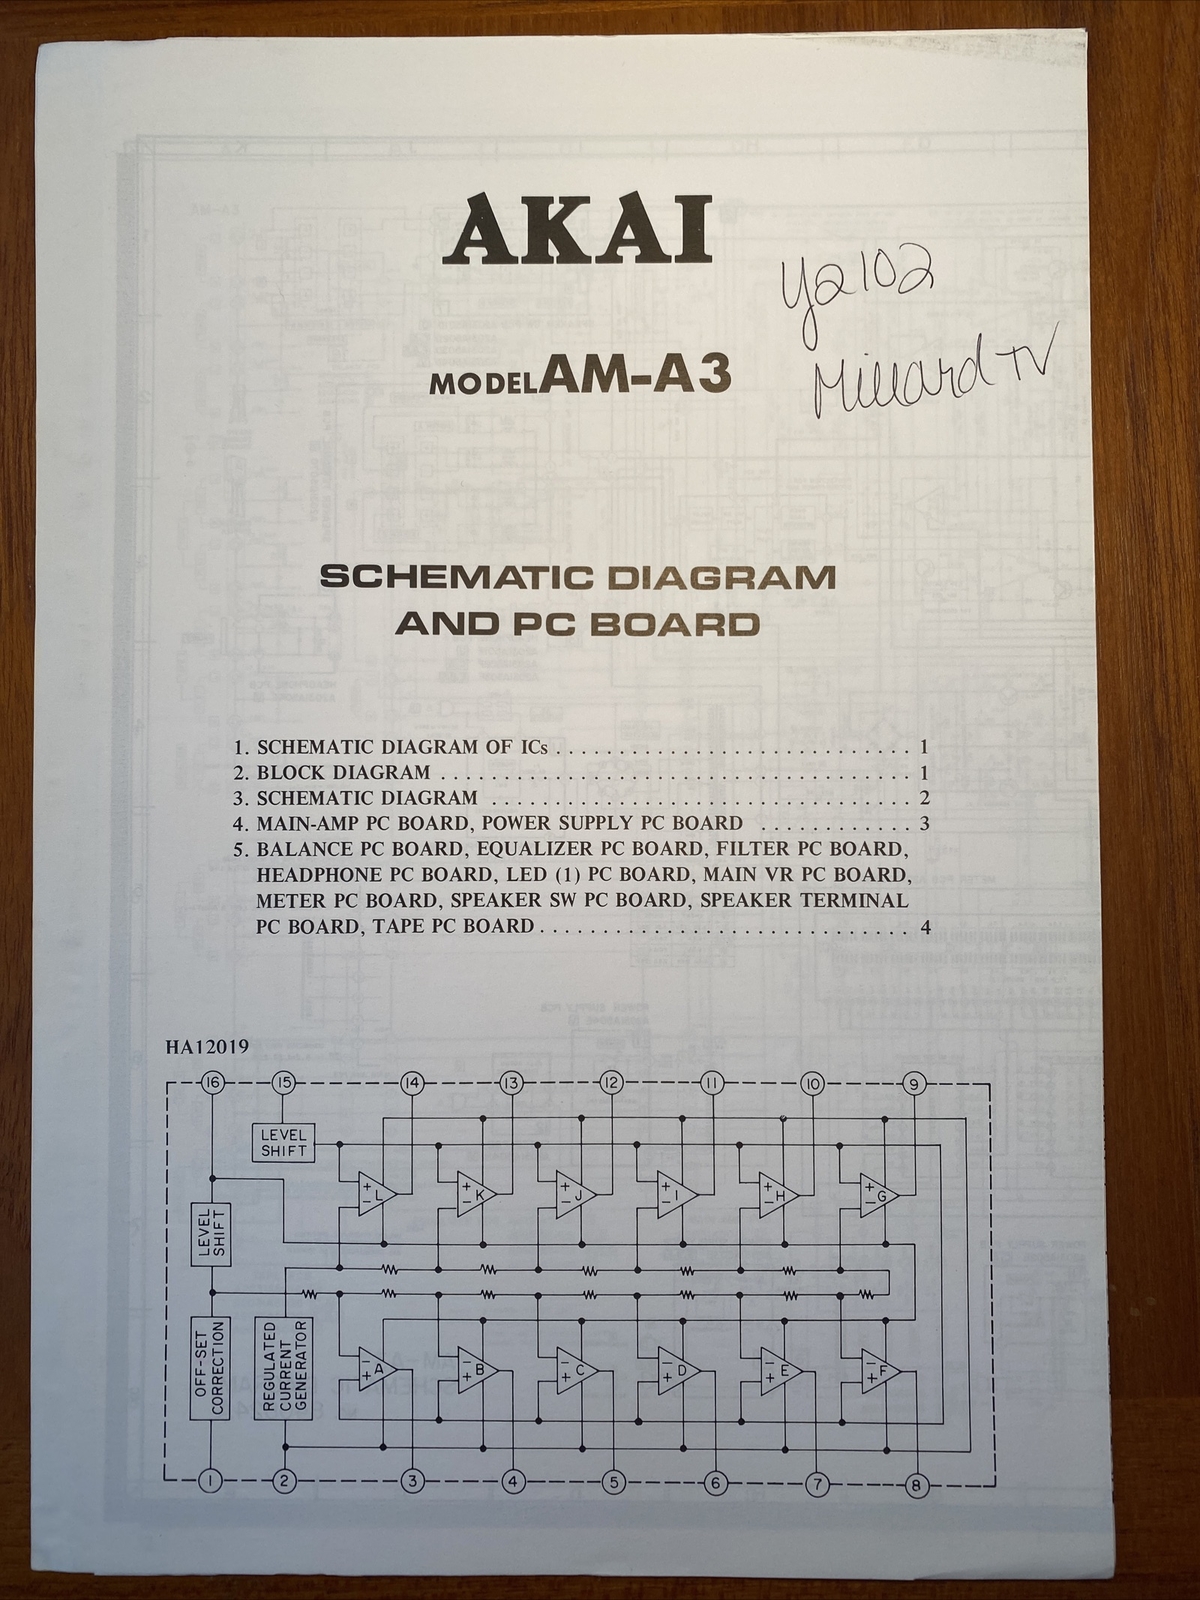 AKAI
Ya102
MODEL AM-A3
Millard TV
SCHEMATIC DIAGRAM
AND PC BOARD
1. SCHEMATIC DIAGRAM OF ICs . . . . . . . . . . . . . . . . . . . . . . . . . . . . . 1
2. BLOCK DIAGRAM . . . . . . . . . . . . . . . . . . . . . . . . . . . . . . . . . . . . . . 1
3. SCHEMATIC DIAGRAM . . . . . . . . . . . . . . . . . . . . . . . . . . . . . . . . . . 2
4. MAIN-AMP PC BOARD, POWER SUPPLY PC BOARD . . . . . . . . . . . . 3
5. BALANCE PC BOARD, EQUALIZER PC BOARD, FILTER PC BOARD,
HEADPHONE PC BOARD, LED (1) PC BOARD, MAIN VR PC BOARD,
METER PC BOARD, SPEAKER SW PC BOARD, SPEAKER TERMINAL
PC BOARD, TAPE PC BOARD . . . . . . . . . . . . . . . . . . . . . . . . . . . . . . 4
HA12019
16 15 14 13 12 11 10 9
LEVEL
SHIFT
+ − L + − K + − J + − I + − H + − G
LEVEL
SHIFT
OFF-SET
CORRECTION
REGULATED
CURRENT
GENERATOR
− + A − + B − + C − + D − + E − + F
1 2 3 4 5 6 7 8